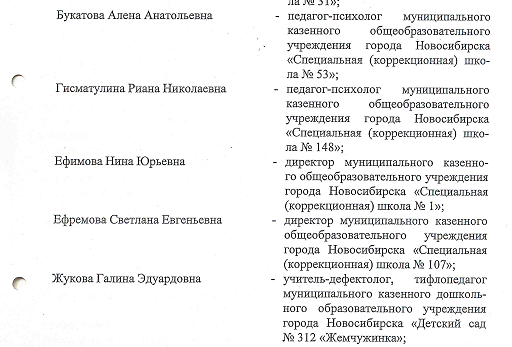 ла № 31»;
Букатова Алена Анатольевна - педагог-психолог муниципального
казенного общеобразовательного
учреждения города Новосибирска
«Специальная (коррекционная) шко-
ла № 53»;
Гисматулина Риана Николаевна - педагог-психолог муниципального
казенного общеобразовательного
учреждения города Новосибирска
«Специальная (коррекционная) шко-
ла № 148»;
Ефимова Нина Юрьевна - директор муниципального казенно-
го общеобразовательного учреждения
города Новосибирска «Специальная
(коррекционная) школа № 1»;
Ефремова Светлана Евгеньевна - директор муниципального казенного
общеобразовательного учреждения
города Новосибирска «Специальная
(коррекционная) школа № 107»;
Жукова Галина Эдуардовна - учитель-дефектолог, тифлопедагог
муниципального казенного дошколь-
ного образовательного учреждения
города Новосибирска «Детский сад
№ 312 «Жемчужинка»;